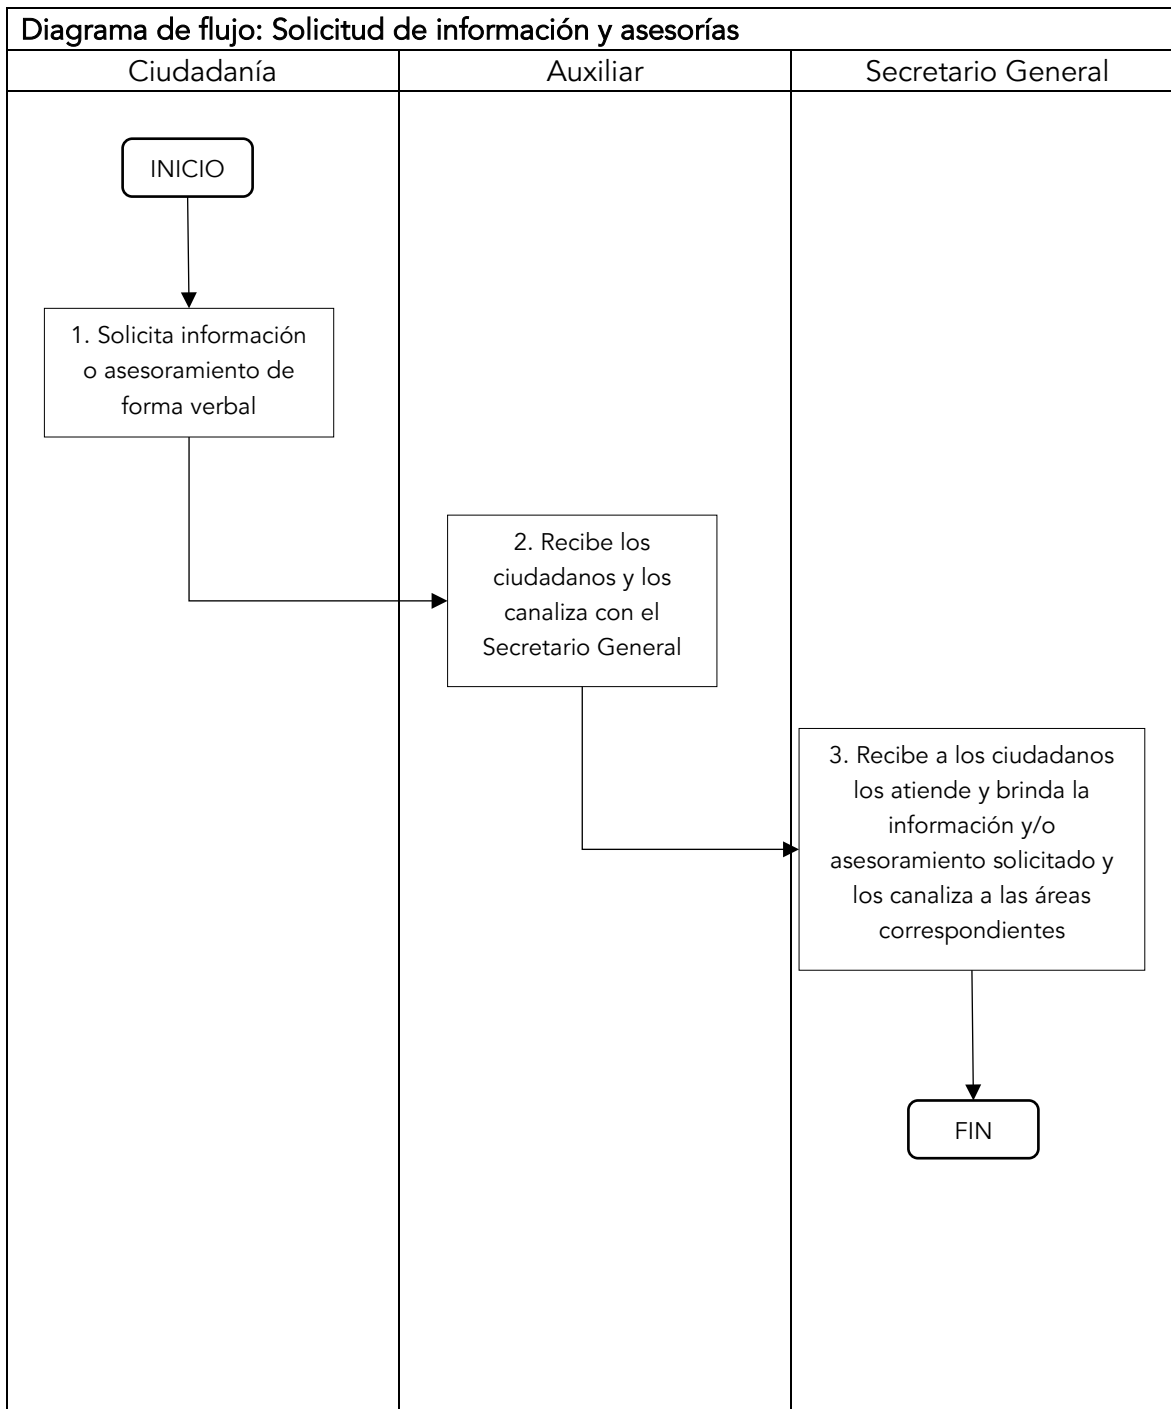 Diagrama de flujo: Solicitud de información y asesorías
Ciudadanía
Auxiliar
Secretario General
INICIO
1. Solicita información
o asesoramiento de
forma verbal
2. Recibe los
ciudadanos y los
canaliza con el
Secretario General
3. Recibe a los ciudadanos
los atiende y brinda la
información y/o
asesoramiento solicitado y
los canaliza a las áreas
correspondientes
FIN